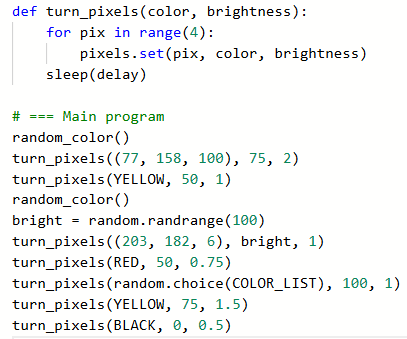 def turn_pixels(color, brightness):
    for pix in range(4):
        pixels.set(pix, color, brightness)
    sleep(delay)

# === Main program
random_color()
turn_pixels((77, 158, 100), 75, 2)
turn_pixels(YELLOW, 50, 1)
random_color()
bright = random.randrange(100)
turn_pixels((203, 182, 6), bright, 1)
turn_pixels(RED, 50, 0.75)
turn_pixels(random.choice(COLOR_LIST), 100, 1)
turn_pixels(YELLOW, 75, 1.5)
turn_pixels(BLACK, 0, 0.5)